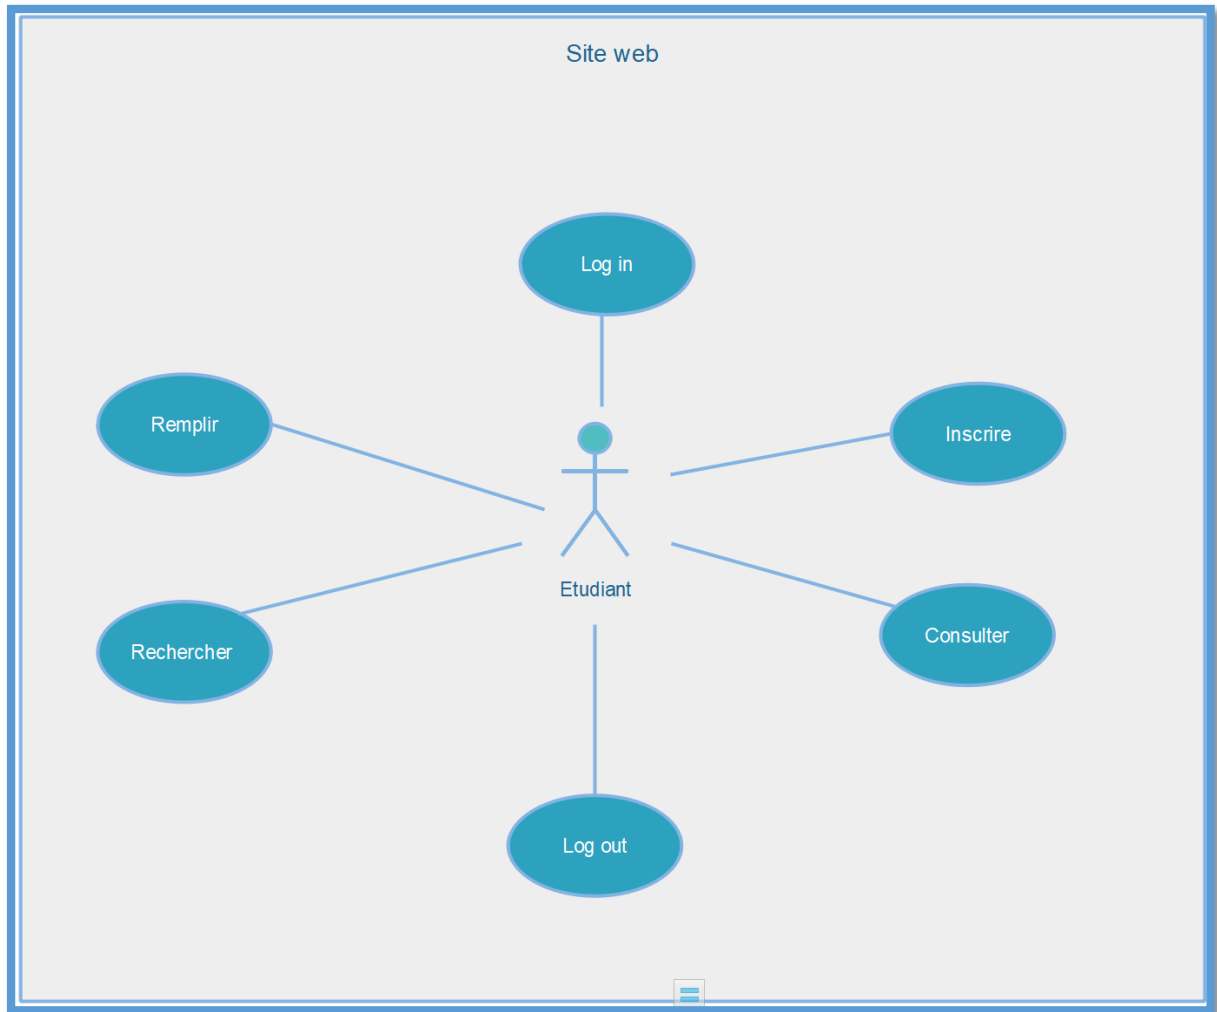 Site web
Log in
Remplir
Inscrire
Etudiant
Rechercher
Consulter
Log out